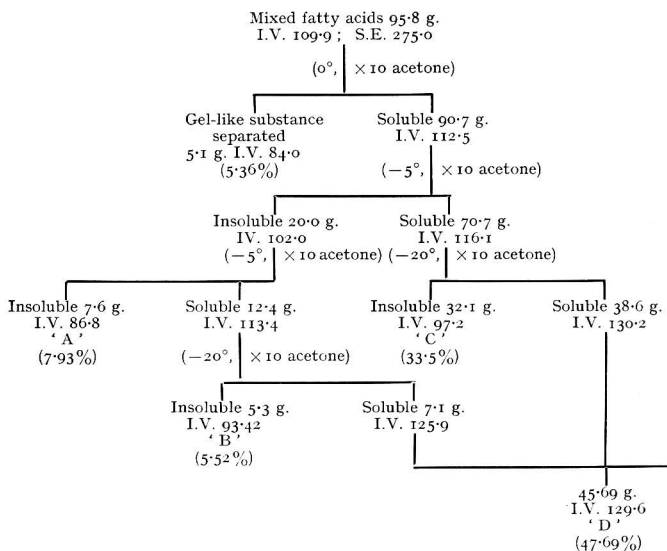 Mixed fatty acids 95·8 g.
I.V. 109·9 ; S.E. 275·0
(0°, ×10 acetone)
Gel-like substance
separated
5·1 g. I.V. 84·0
(5·36%)
Soluble 90·7 g.
I.V. 112·5
(−5°, ×10 acetone)
Insoluble 20·0 g.
IV. 102·0
(−5°, ×10 acetone)
Soluble 70·7 g.
I.V. 116·1
(−20°, ×10 acetone)
Insoluble 7·6 g.
I.V. 86·8
‘ A ’
(7·93%)
Soluble 12·4 g.
I.V. 113·4
(−20°, ×10 acetone)
Insoluble 32·1 g.
I.V. 97·2
‘ C ’
(33·5%)
Soluble 38·6 g.
I.V. 130·2
Insoluble 5·3 g.
I.V. 93·42
‘ B ’
(5·52%)
Soluble 7·1 g.
I.V. 125·9
45·69 g.
I.V. 129·6
‘ D ’
(47·69%)